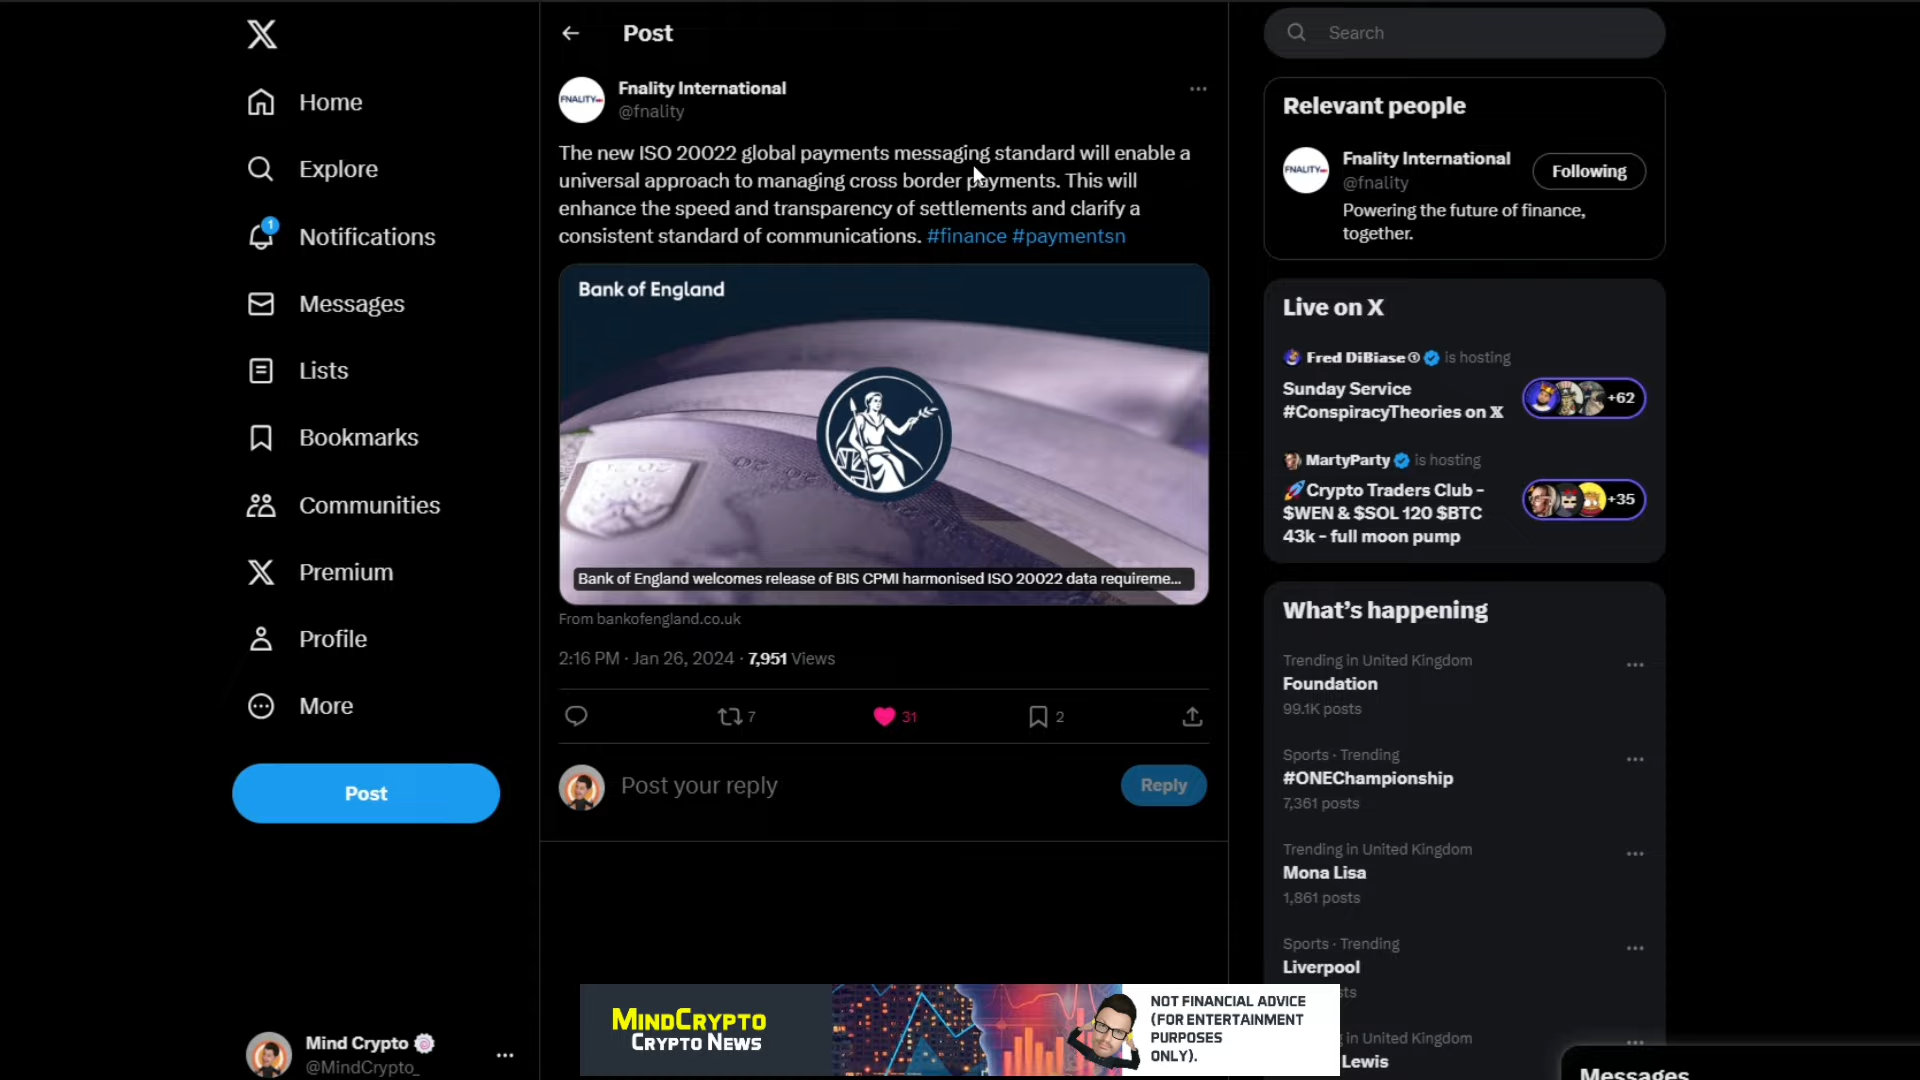 Home
Explore
1
Notifications
Messages
Lists
Bookmarks
Communities
Premium
Profile
More
Post
Mind Crypto
@MindCrypto_
Post
FNALITY
Fnality International
@fnality
The new ISO 20022 global payments messaging standard will enable a
universal approach to managing cross border payments. This will
enhance the speed and transparency of settlements and clarify a
consistent standard of communications. #finance #paymentsn
Bank of England
Bank of England welcomes release of BIS CPMI harmonised ISO 20022 data requireme...
From bankofengland.co.uk
2:16 PM · Jan 26, 2024 · 7,951 Views
7
31
2
Post your reply
Reply
Search
Relevant people
FNALITY
Fnality International
@fnality
Following
Powering the future of finance,
together.
Live on X
Fred DiBiase is hosting
Sunday Service
#ConspiracyTheories on X
+62
MartyParty is hosting
Crypto Traders Club -
$WEN & $SOL 120 $BTC
43k - full moon pump
+35
What's happening
Trending in United Kingdom
Foundation
99.1K posts
Sports · Trending
#ONEChampionship
7,361 posts
Trending in United Kingdom
Mona Lisa
1,861 posts
Sports · Trending
Liverpool
in United Kingdom
Lewis
Messages
MINDCRYPTO
CRYPTO NEWS
NOT FINANCIAL ADVICE
(FOR ENTERTAINMENT
PURPOSES
ONLY).